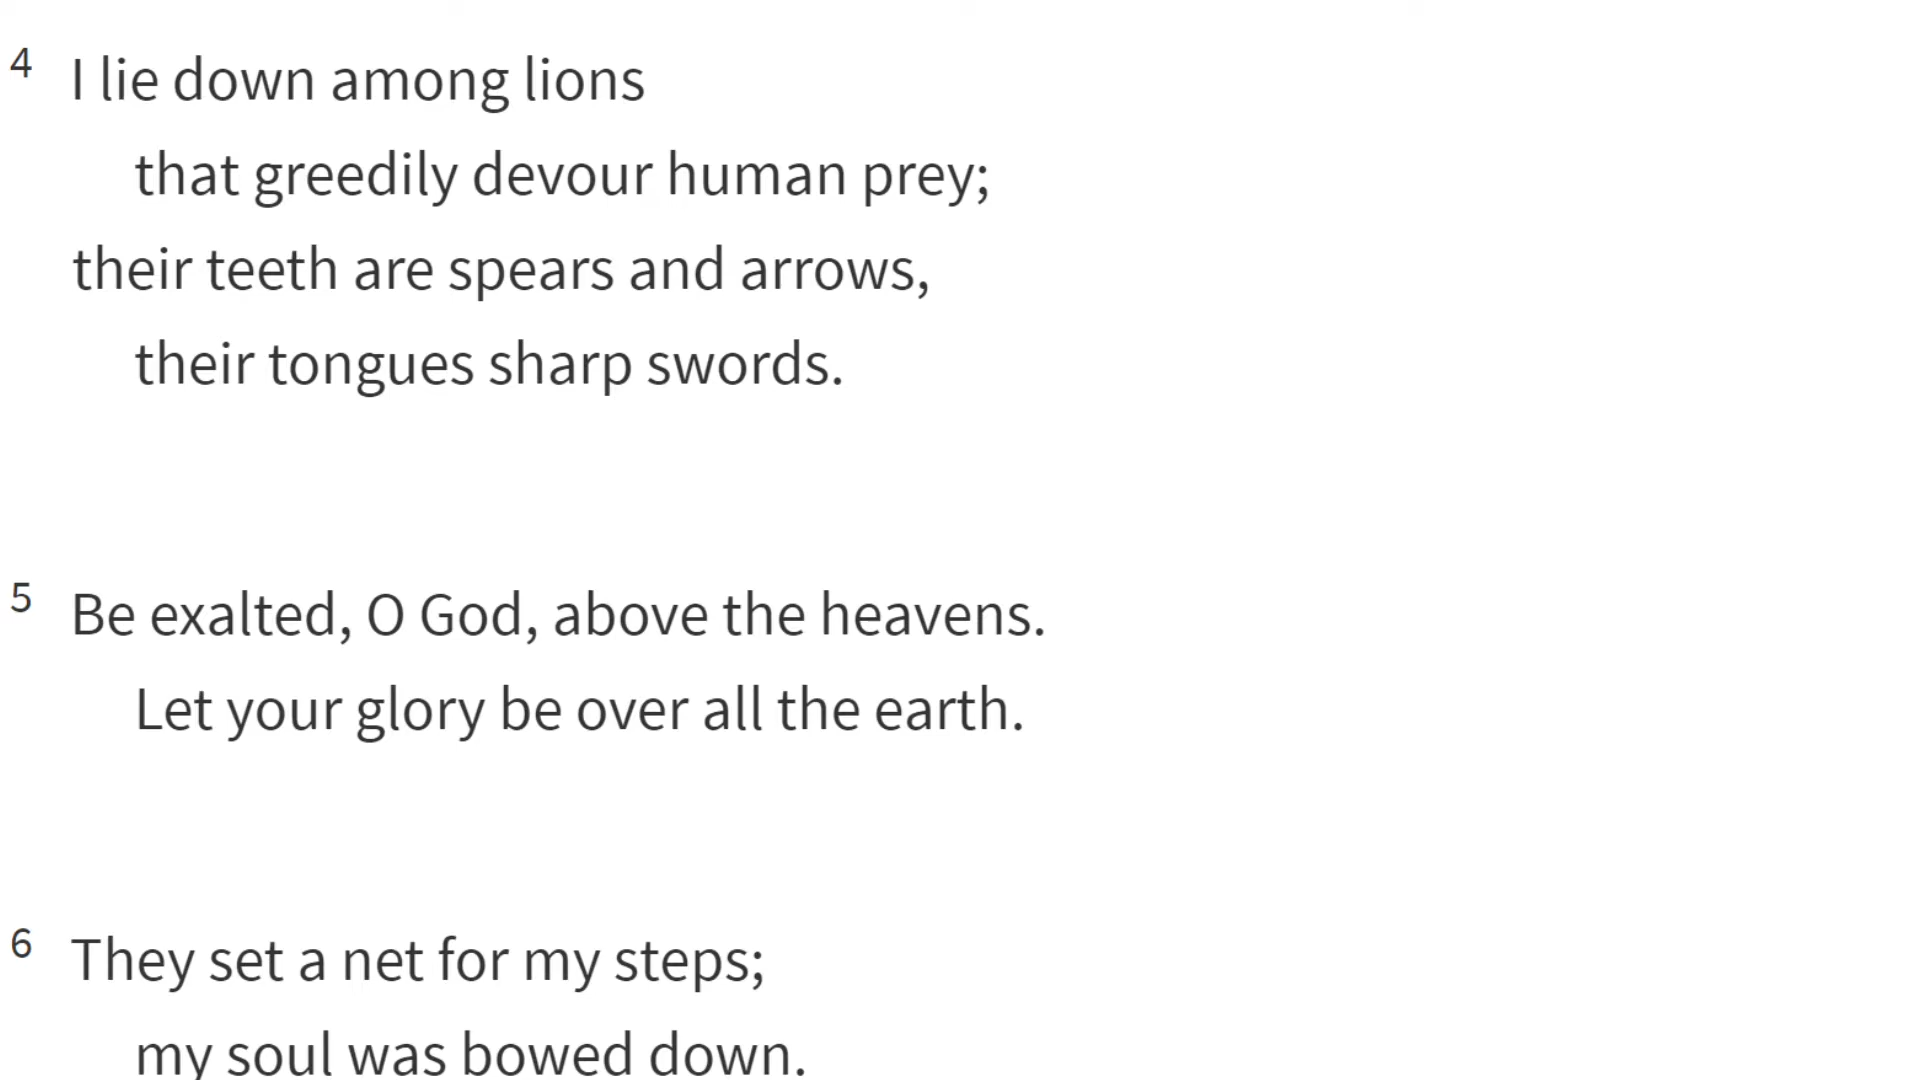 4 I lie down among lions
that greedily devour human prey;
their teeth are spears and arrows,
their tongues sharp swords.
5 Be exalted, O God, above the heavens.
Let your glory be over all the earth.
6 They set a net for my steps;
my soul was bowed down.